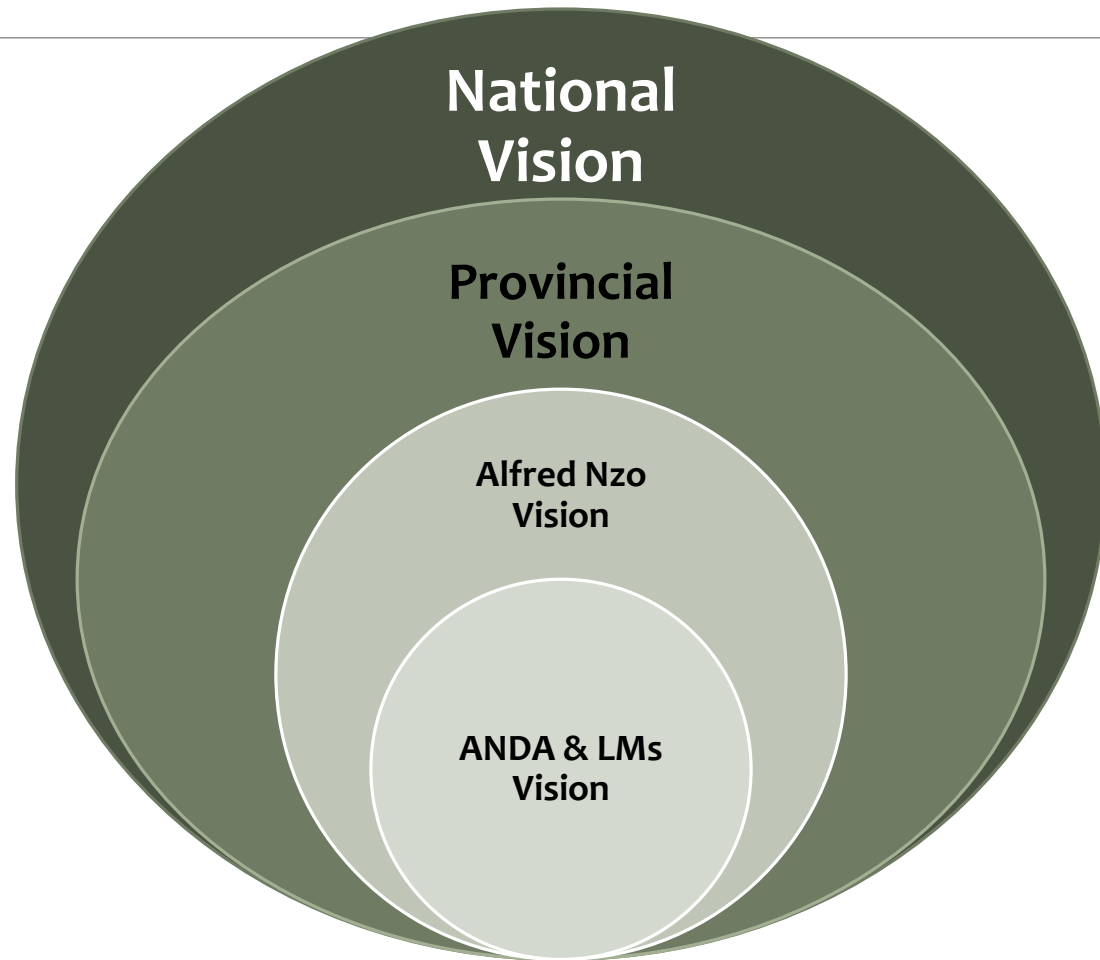 National
Vision
Provincial
Vision
Alfred Nzo
Vision
ANDA & LMs
Vision